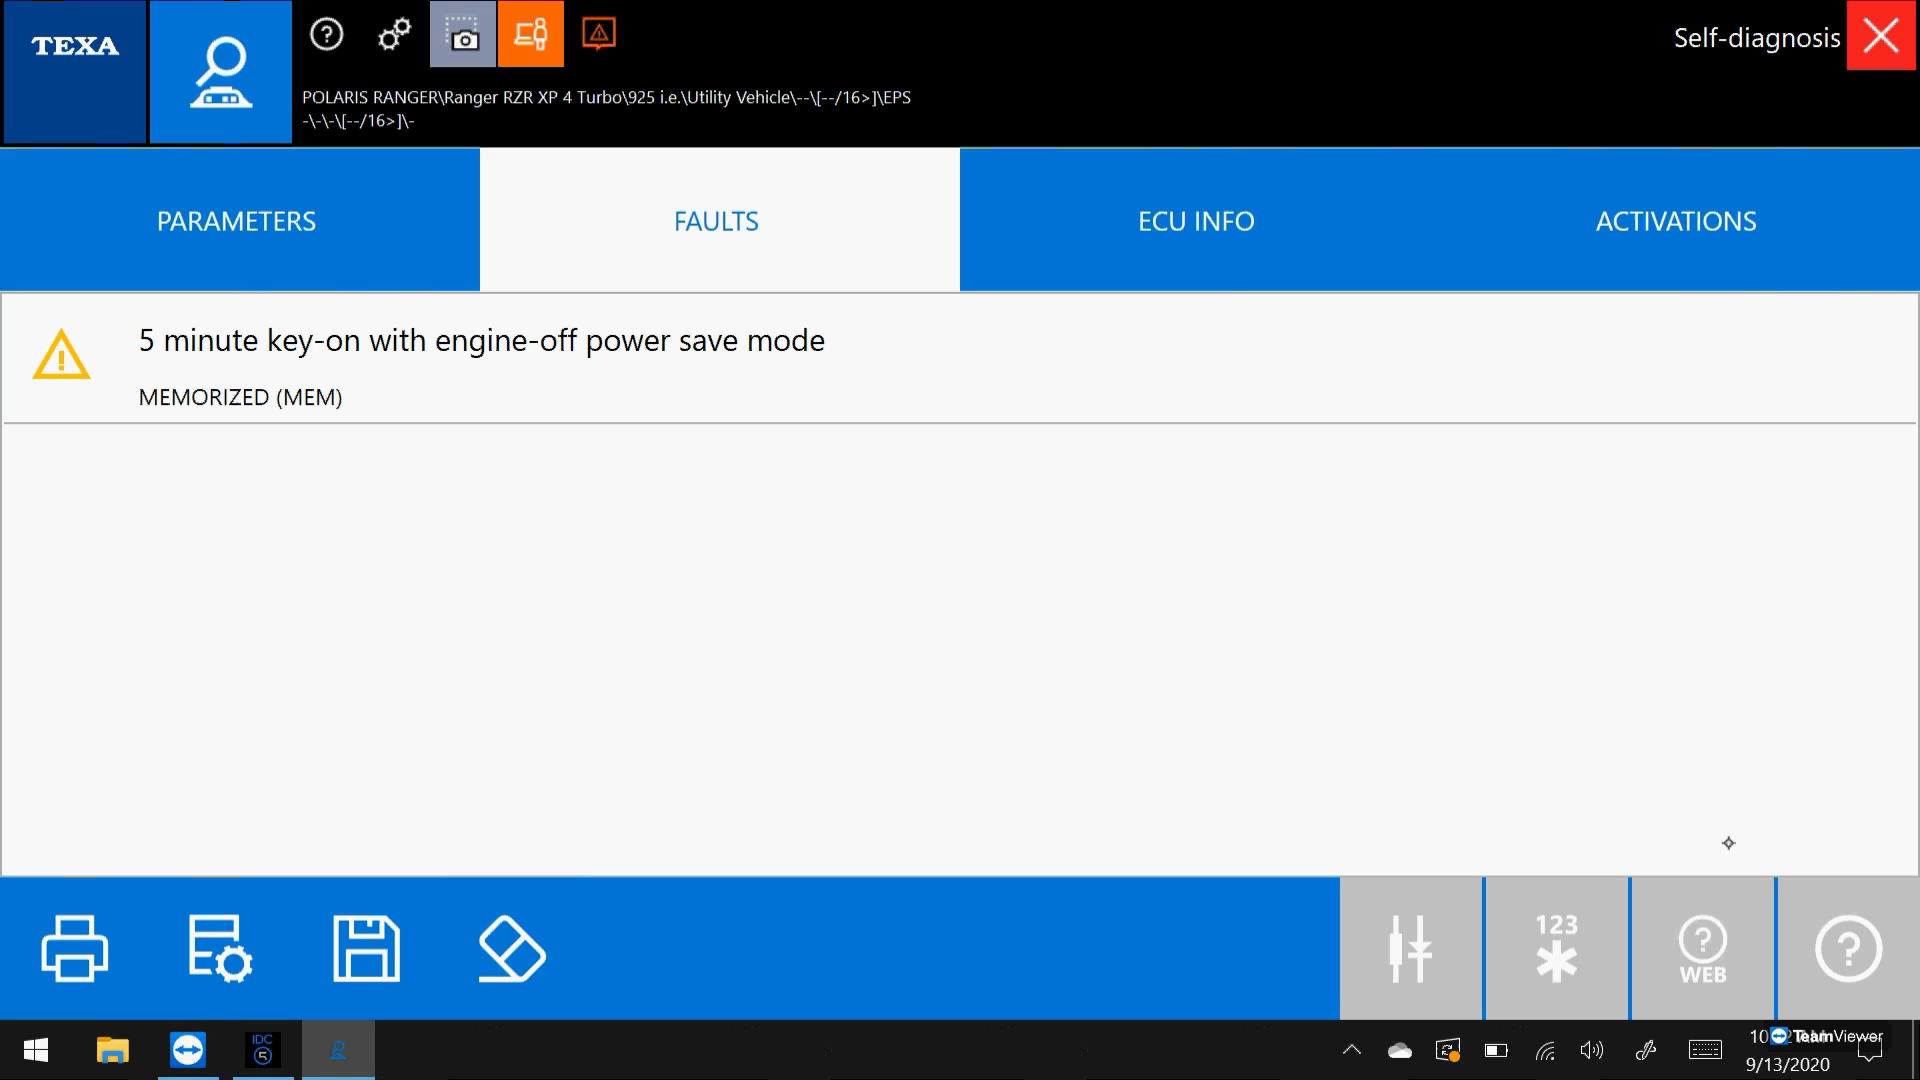 TEXA
Self-diagnosis
POLARIS RANGER\Ranger RZR XP 4 Turbo\925 i.e.\Utility Vehicle\--\[--/16>]\EPS
-\-\-\[--/16>]\-
PARAMETERS
FAULTS
ECU INFO
ACTIVATIONS
5 minute key-on with engine-off power save mode
MEMORIZED (MEM)
123
WEB
IDC
5
TeamViewer
9/13/2020